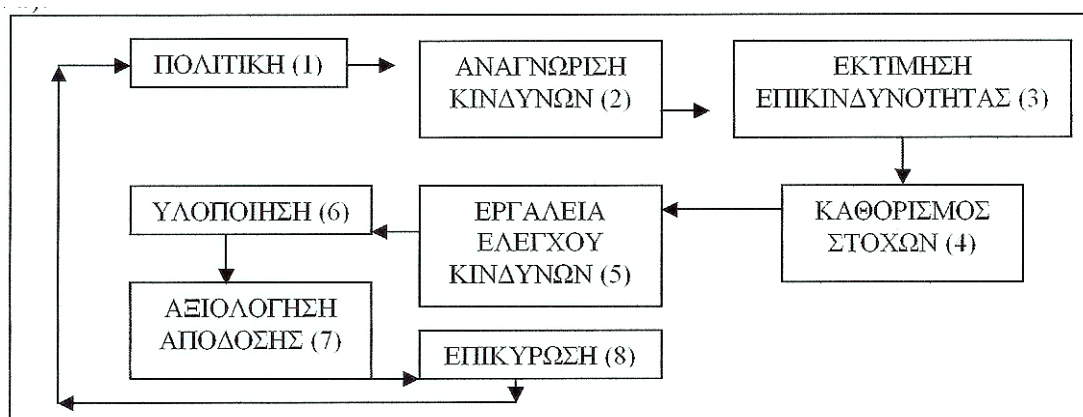 ΠΟΛΙΤΙΚΗ (1)
ΑΝΑΓΝΩΡΙΣΗ
ΚΙΝΔΥΝΩΝ (2)
ΕΚΤΙΜΗΣΗ
ΕΠΙΚΙΝΔΥΝΟΤΗΤΑΣ (3)
ΚΑΘΟΡΙΣΜΟΣ
ΣΤΟΧΩΝ (4)
ΕΡΓΑΛΕΙΑ
ΕΛΕΓΧΟΥ
ΚΙΝΔΥΝΩΝ (5)
ΥΛΟΠΟΙΗΣΗ (6)
ΑΞΙΟΛΟΓΗΣΗ
ΑΠΟΔΟΣΗΣ (7)
ΕΠΙΚΥΡΩΣΗ (8)